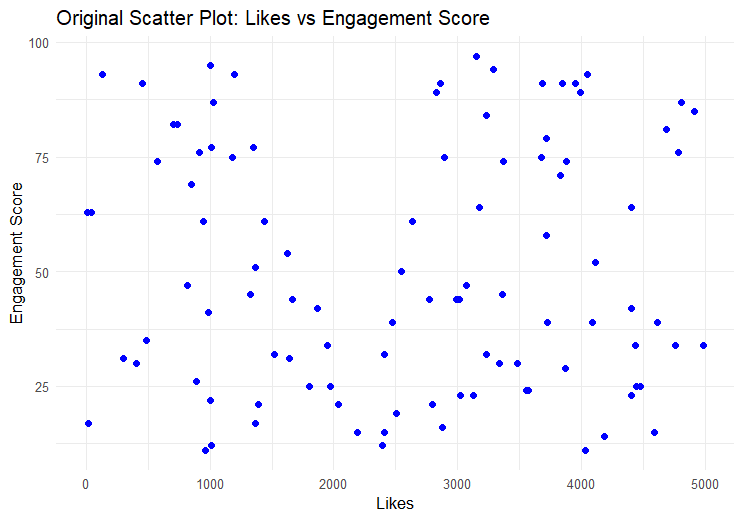 Original Scatter Plot: Likes vs Engagement Score
100
75
50
25
Engagement Score
0 1000 2000 3000 4000 5000
Likes